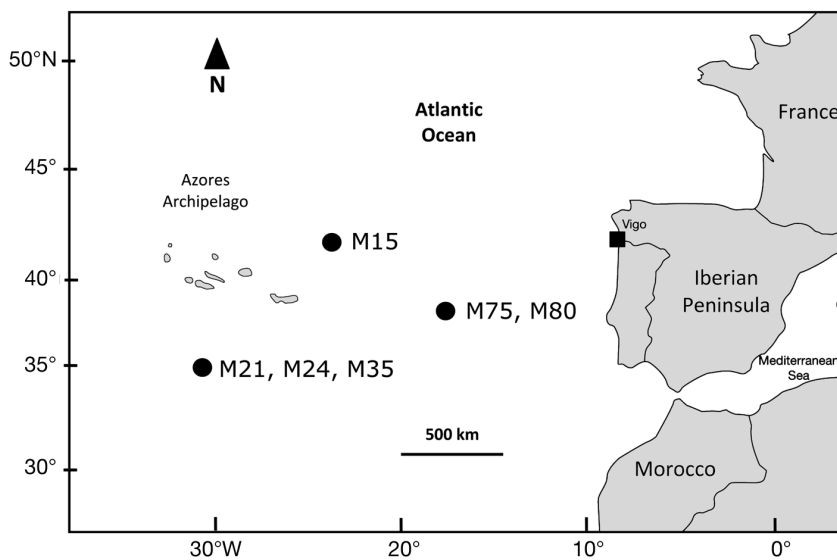 50°N
N
Atlantic
Ocean
France
45°
Azores
Archipelago
Vigo
M15
40°
Iberian
Peninsula
M75, M80
35°
M21, M24, M35
Mediterranean
Sea
500 km
30°
Morocco
30°W
20°
10°
0°